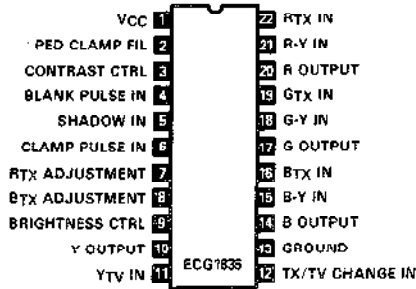 VCC 1 22 RTX IN
PED CLAMP FIL 2 21 R-Y IN
CONTRAST CTRL 3 20 R OUTPUT
BLANK PULSE IN 4 19 GTX IN
SHADOW IN 5 18 G-Y IN
CLAMP PULSE IN 6 17 G OUTPUT
RTX ADJUSTMENT 7 16 BTX IN
BTX ADJUSTMENT 8 15 B-Y IN
BRIGHTNESS CTRL 9 14 B OUTPUT
Y OUTPUT 10 13 GROUND
YTV IN 11 ECG1835 12 TX/TV CHANGE IN